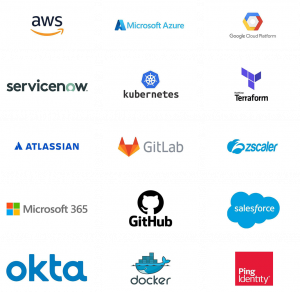 aws
Microsoft Azure
Google Cloud Platform
servicenow.
kubernetes
HashiCorp
Terraform
ATLASSIAN
GitLab
zscaler
Microsoft 365
GitHub
salesforce
okta
docker
Ping
Identity